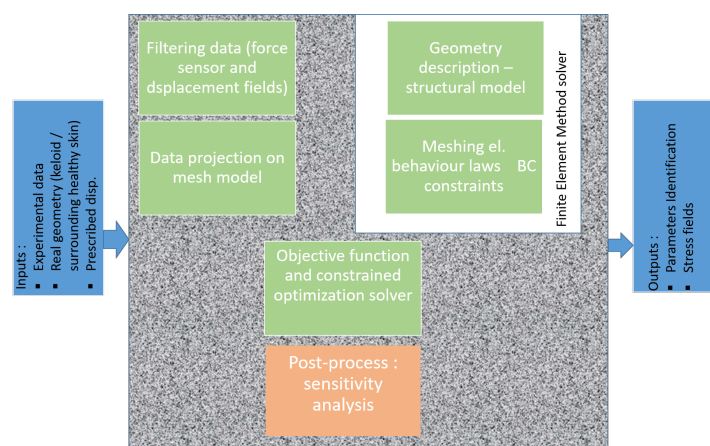 Inputs :
▪ Experimental data
▪ Real geometry (keloid /
surrounding healthy skin)
▪ Prescribed disp.
Filtering data (force
sensor and
dsplacement fields)
Data projection on
mesh model
Geometry
description –
structural model
Meshing el.
behaviour laws BC
constraints
Finite Element Method solver
Objective function
and constrained
optimization solver
Post-process :
sensitivity
analysis
Outputs :
▪ Parameters Identification
▪ Stress fields